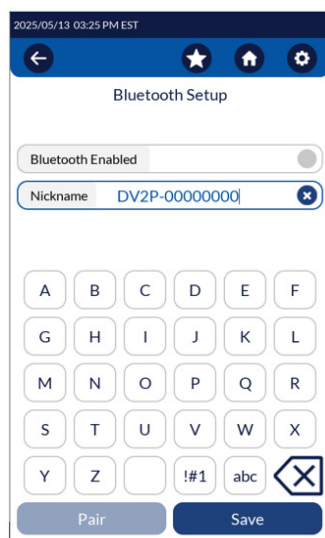 2025/05/13 03:25 PM EST
Bluetooth Setup
Bluetooth Enabled
Nickname DV2P-00000000
A B C D E F
G H I J K L
M N O P Q R
S T U V W X
Y Z !#1 abc
Pair Save